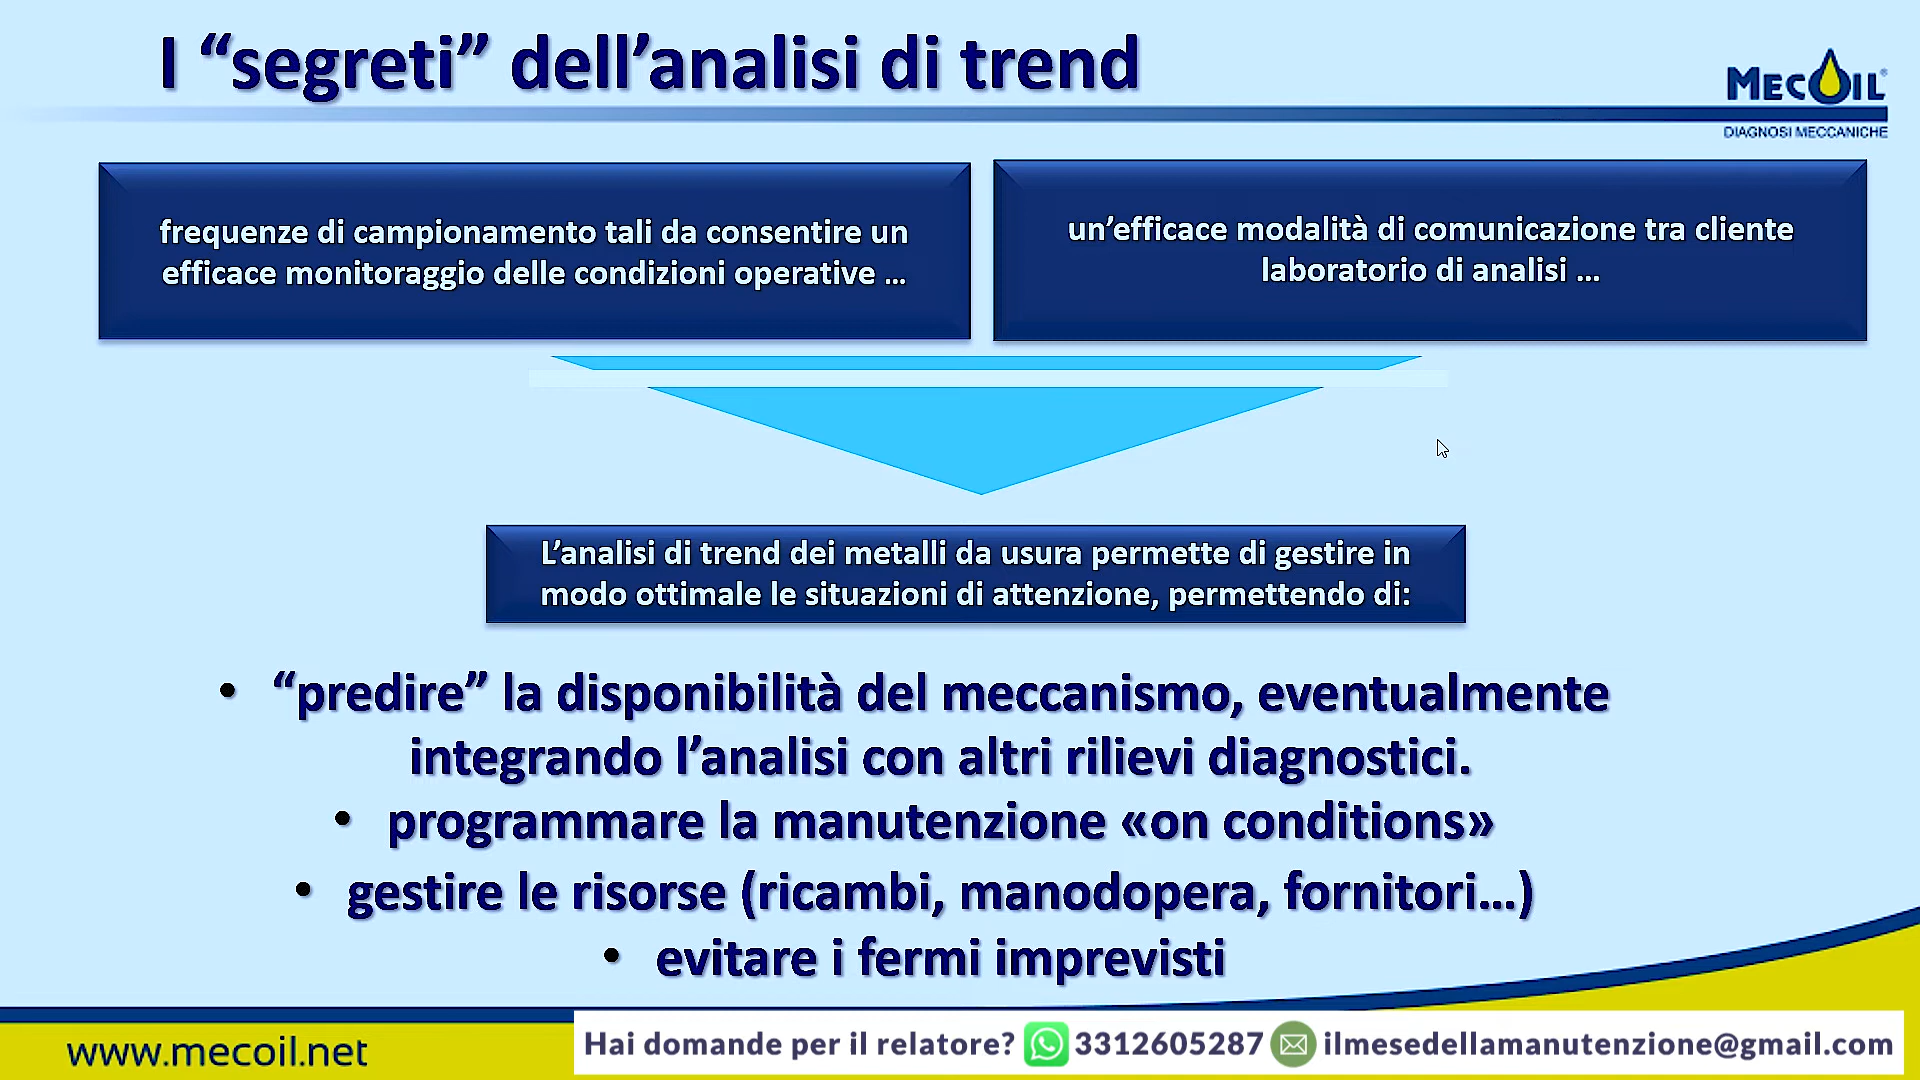 I “segreti” dell’analisi di trend
MECOIL®
DIAGNOSI MECCANICHE
frequenze di campionamento tali da consentire un
efficace monitoraggio delle condizioni operative ...
un’efficace modalità di comunicazione tra cliente
laboratorio di analisi ...
L’analisi di trend dei metalli da usura permette di gestire in
modo ottimale le situazioni di attenzione, permettendo di:
• “predire” la disponibilità del meccanismo, eventualmente
integrando l’analisi con altri rilievi diagnostici.
• programmare la manutenzione «on conditions»
• gestire le risorse (ricambi, manodopera, fornitori...)
• evitare i fermi imprevisti
www.mecoil.net
Hai domande per il relatore? 3312605287 ilmesedellamanutenzione@gmail.com